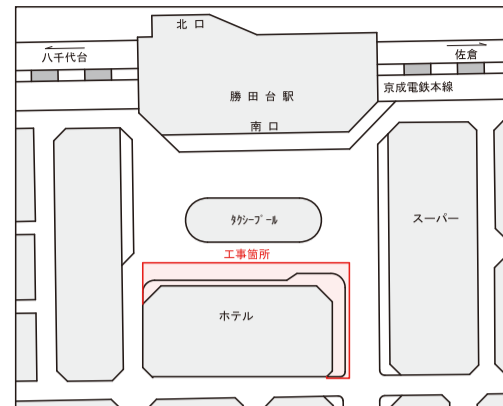 北口
八千代台
佐倉
京成電鉄本線
勝田台駅
南口
ﾀｸｼｰﾌﾟｰﾙ
スーパー
工事箇所
ホテル